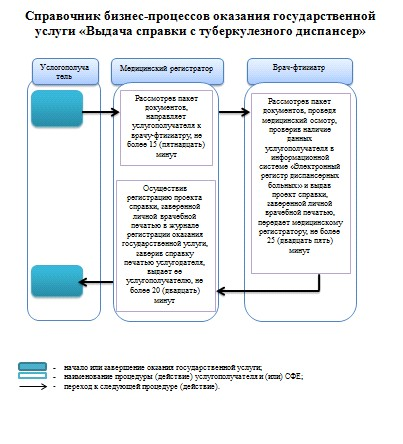 Справочник бизнес-процессов оказания государственной
услуги «Выдача справки с туберкулезного диспансер»
Услогополуча
тель
Медицинский регистратор
Врач-фтизиатр
Рассмотрев пакет
документов,
направляет
услугополучателя к
врачу-фтизиатру, не
более 15 (пятнадцать)
минут
Рассмотрев пакет
документов, проведя
медицинский осмотр,
проверив наличие
данных
услугополучателя в
информационной
системе «Электронный
регистр диспансерных
больных» и выдав
проект справки,
заверенной личной
врачебной печатью,
передает медицинскому
регистратору, не более
25 (двадцать пять)
минут
Осуществив
регистрацию проекта
справки, заверенной
личной врачебной
печатью в журнале
регистрации оказания
государственной услуги,
заверив справку
печатью услугодателя,
выдает ее
услугополучателю, не
более 20 (двадцать)
минут
- начало или завершение оказания государственной услуги;
- наименование процедуры (действие) услугополучателя и (или) СФЕ;
- переход к следующей процедуре (действие).